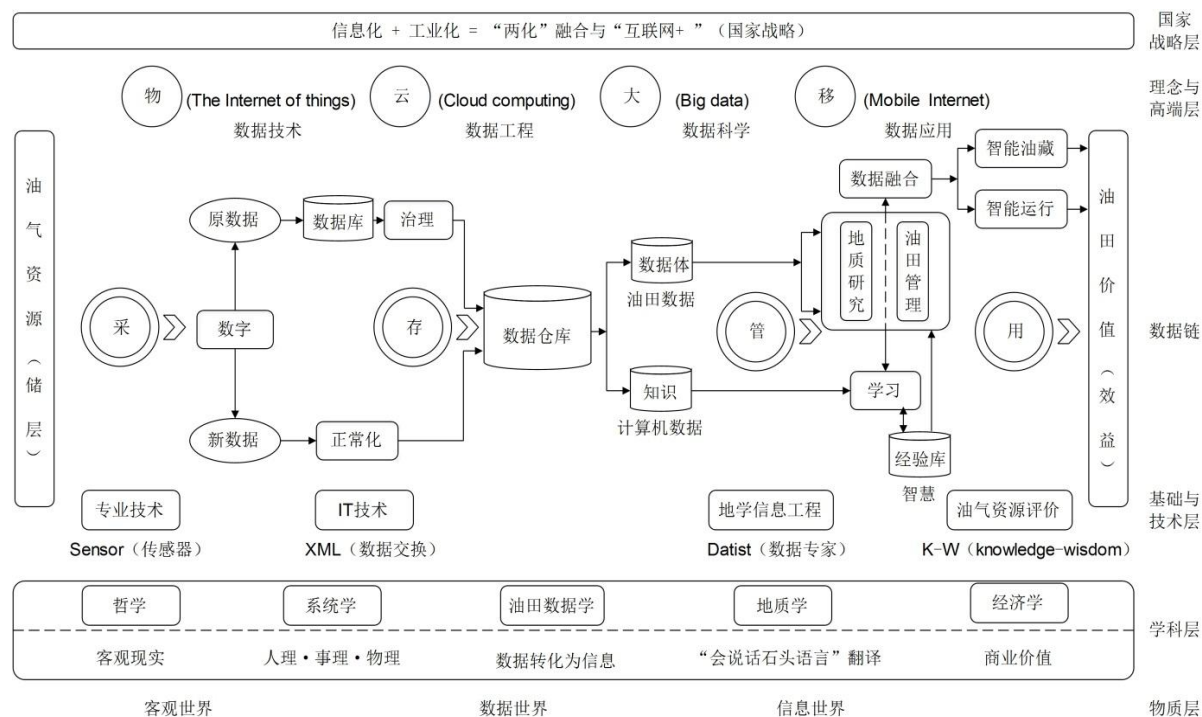 信息化 + 工业化 = “两化”融合与“互联网+ ”（国家战略）
国家
战略层
物 (The Internet of things)
数据技术
云 (Cloud computing)
数据工程
大 (Big data)
数据科学
移 (Mobile Internet)
数据应用
理念与
高端层
油气资源（储层）
采
数字
原数据
数据库
治理
新数据
正常化
存
数据仓库
数据体
油田数据
知识
计算机数据
管
数据融合
地质研究
油田管理
学习
经验库
智慧
智能油藏
智能运行
用
油田价值（效益）
数据链
专业技术
Sensor（传感器）
IT技术
XML（数据交换）
地学信息工程
Datist（数据专家）
油气资源评价
K-W（knowledge-wisdom）
基础与
技术层
哲学
系统学
油田数据学
地质学
经济学
客观现实
人理·事理·物理
数据转化为信息
“会说话石头语言”翻译
商业价值
学科层
客观世界
数据世界
信息世界
物质层